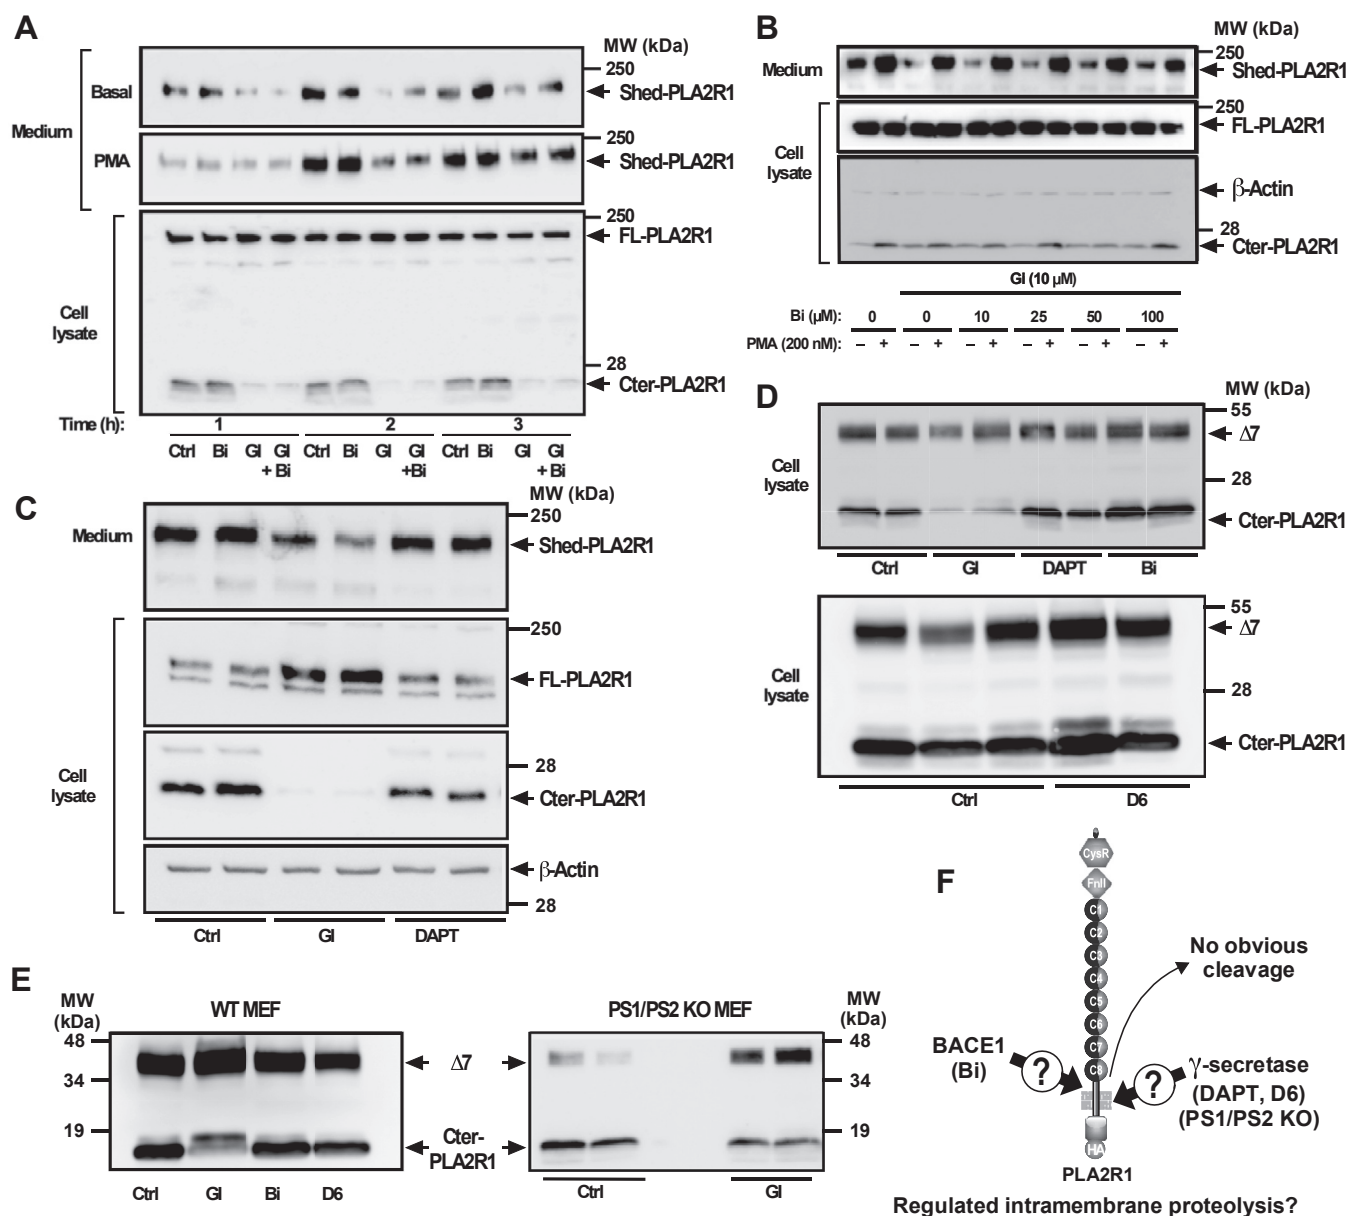 A
MW (kDa)
250
Basal
Shed-PLA2R1
Medium
250
PMA
Shed-PLA2R1
250
FL-PLA2R1
Cell
lysate
28
Cter-PLA2R1
Time (h): 1 2 3
Ctrl Bi GI GI Ctrl Bi GI GI Ctrl Bi GI GI
+ Bi +Bi + Bi
B
MW (kDa)
250
Medium
Shed-PLA2R1
250
FL-PLA2R1
Cell
lysate
β-Actin
28
Cter-PLA2R1
GI (10 µM)
Bi (µM): 0 0 10 25 50 100
PMA (200 nM): – + – + – + – + – + – +
C
MW (kDa)
250
Medium
Shed-PLA2R1
250
FL-PLA2R1
Cell
lysate
28
Cter-PLA2R1
β-Actin
28
Ctrl GI DAPT
D
MW (kDa)
55
Δ7
Cell
lysate
28
Cter-PLA2R1
Ctrl GI DAPT Bi
55
Δ7
Cell
lysate
28
Cter-PLA2R1
Ctrl D6
E
MW
(kDa)
WT MEF
PS1/PS2 KO MEF
MW
(kDa)
48
34
19
Δ7
Cter-
PLA2R1
48
34
19
Ctrl GI Bi D6
Ctrl GI
F
CysR
FnII
C1
C2
C3
C4
C5
C6
C7
C8
HA
No obvious
cleavage
BACE1
(Bi)
?
?
γ-secretase
(DAPT, D6)
(PS1/PS2 KO)
PLA2R1
Regulated intramembrane proteolysis?